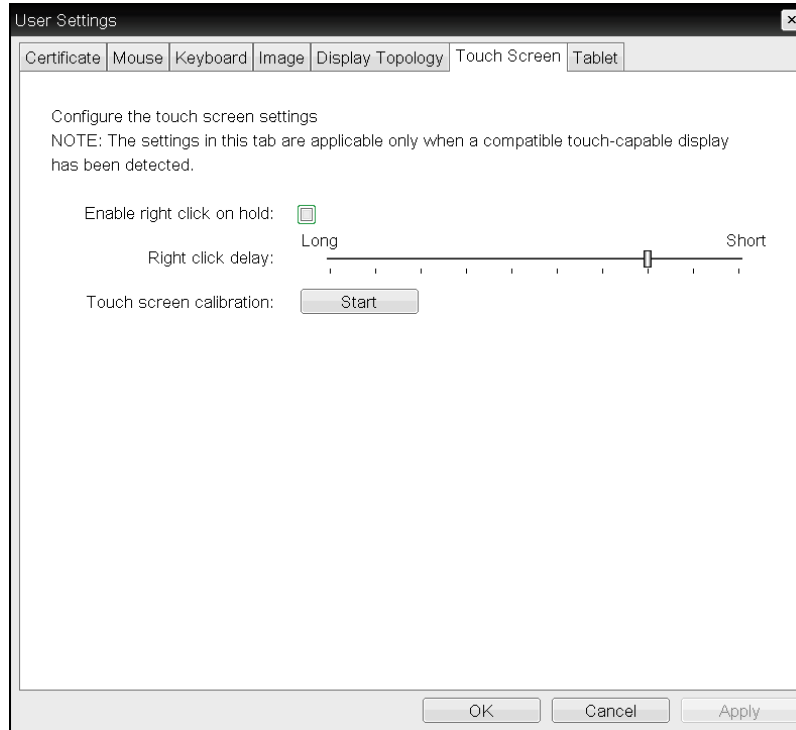 User Settings
Certificate Mouse Keyboard Image Display Topology Touch Screen Tablet
Configure the touch screen settings
NOTE: The settings in this tab are applicable only when a compatible touch-capable display
has been detected.
Enable right click on hold:
Long Short
Right click delay:
Touch screen calibration: Start
OK Cancel Apply